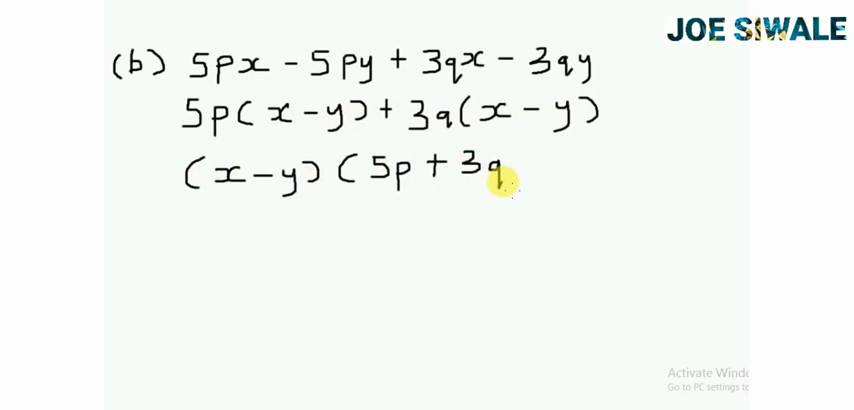 JOE SIWALE
(b) 5px - 5py + 3qx - 3qy
5p(x - y) + 3q(x - y)
(x - y)(5p + 3q
Activate Windo
Go to PC settings to